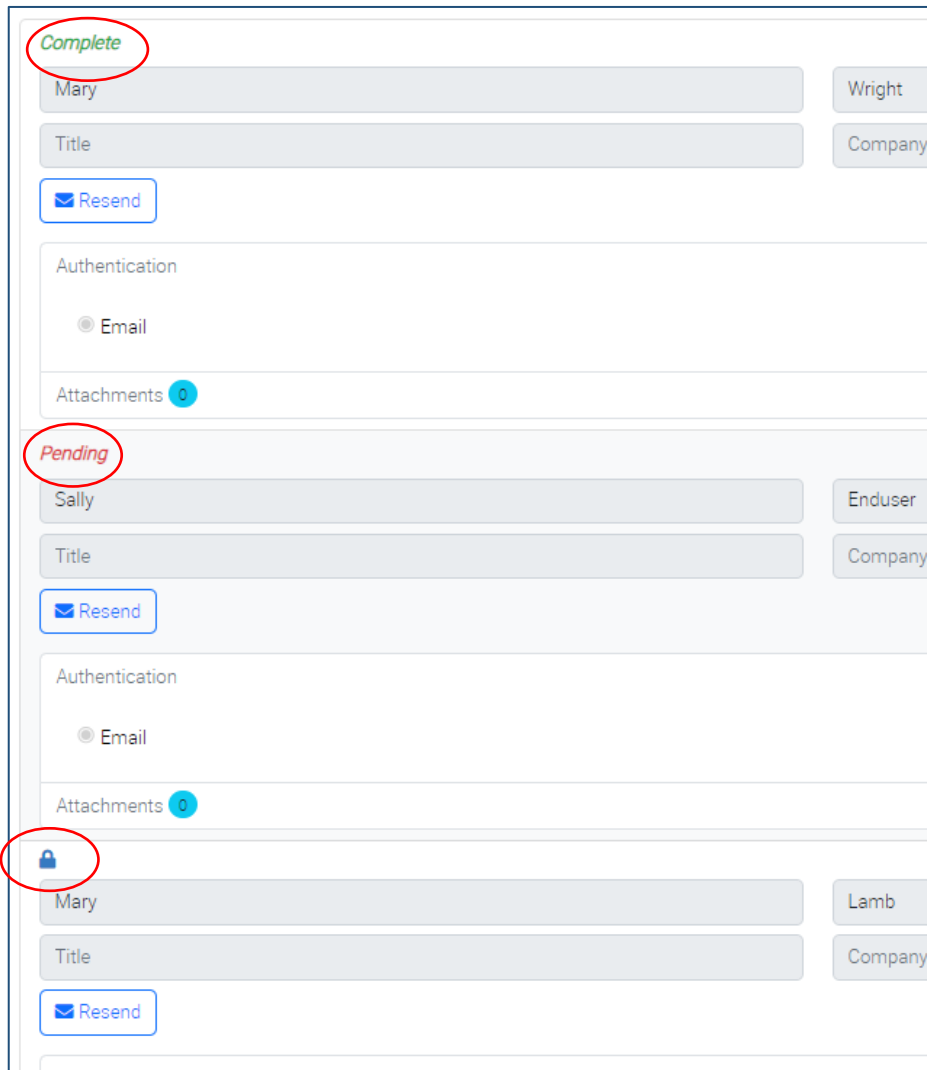 Complete
Mary Wright
Title Company
Resend
Authentication
Email
Attachments 0
Pending
Sally Enduser
Title Company
Resend
Authentication
Email
Attachments 0
Mary Lamb
Title Company
Resend